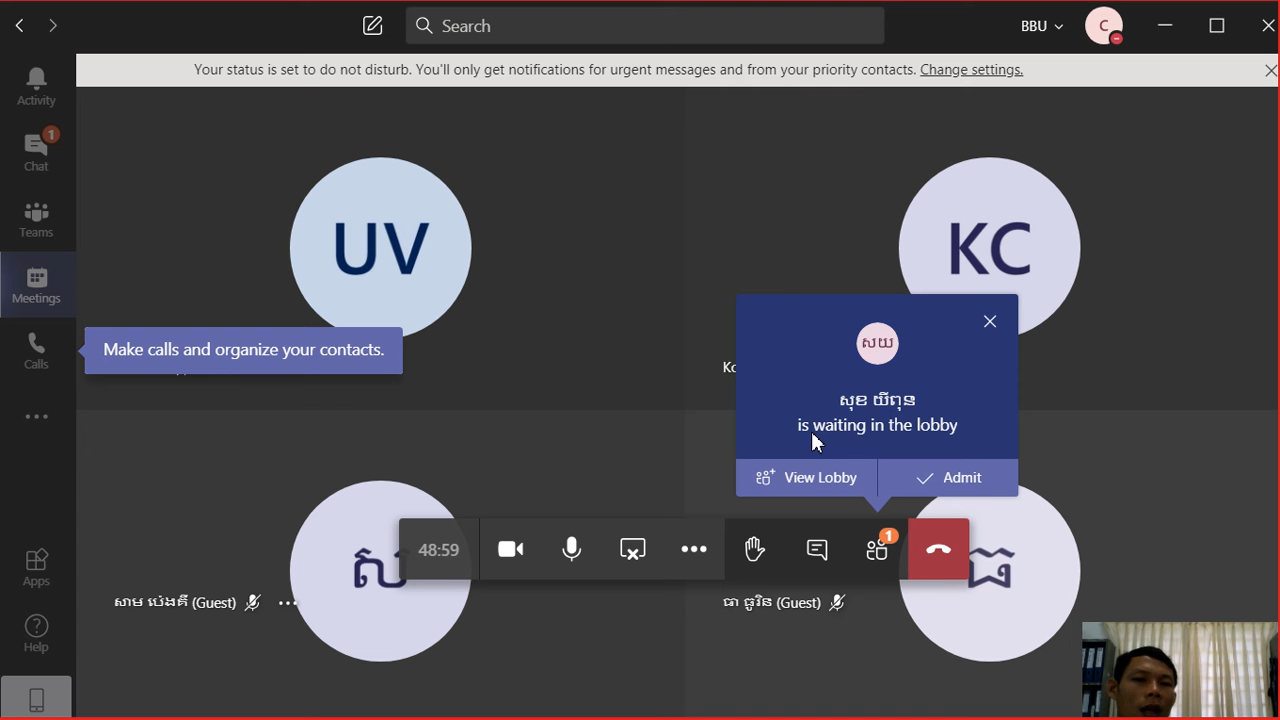 Search
BBU
C
Your status is set to do not disturb. You'll only get notifications for urgent messages and from your priority contacts. Change settings.
Activity
1
Chat
Teams
Meetings
Calls
Apps
Help
UV
KC
Make calls and organize your contacts.
សយ
សុខ យីពុន
is waiting in the lobby
View Lobby
Admit
48:59
1
ស
ធ
សាម ប៉េងគី (Guest)
ធា ធូរិន (Guest)